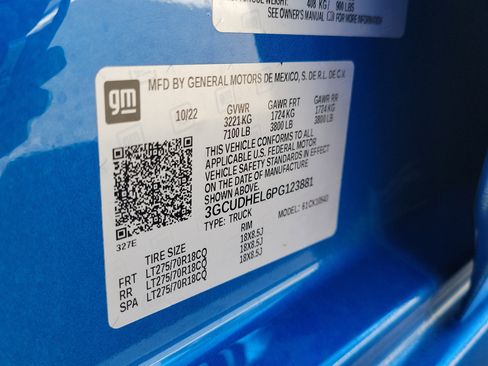 408 KG / 900 LBS
SEE OWNER'S MANUAL FOR MORE INFORMATION
gm
MFD BY GENERAL MOTORS DE MEXICO, S. DE R.L. DE C.V.
10/22 GVWR GAWR FRT GAWR RR
3221 KG 1724 KG 1724 KG
7100 LB 3800 LB 3800 LB
THIS VEHICLE CONFORMS TO ALL
APPLICABLE U.S. FEDERAL MOTOR
VEHICLE SAFETY STANDARDS IN EFFECT
ON THE DATE OF MANUFACTURE
SHOWN ABOVE.
3GCUDHEL6PG123881
TYPE: TRUCK MODEL:
327E
TIRE SIZE RIM
FRT LT275/70R18CQ 18X8.5J
RR LT275/70R18CQ 18X8.5J
SPA LT275/70R18CQ 18X8.5J